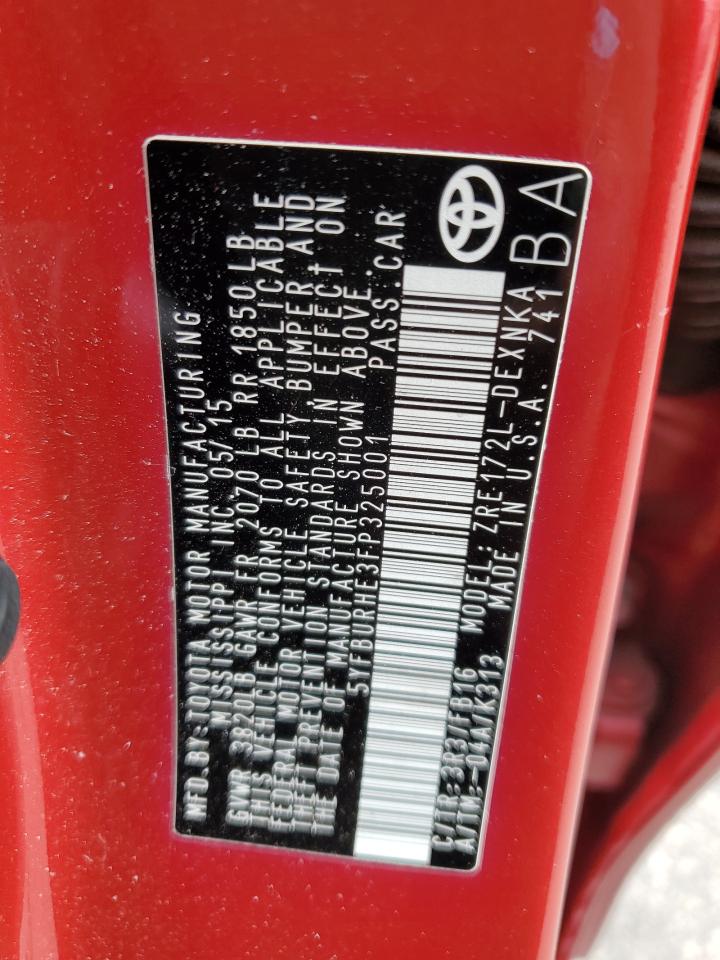 MFD.BY: TOYOTA MOTOR MANUFACTURING
MISSISSIPPI, INC. 05/15
GVWR 3820LB GAWR FR 2070 LB RR 1850 LB
THIS VEHICLE CONFORMS TO ALL APPLICABLE
FEDERAL MOTOR VEHICLE SAFETY, BUMPER, AND
THEFT PREVENTION STANDARDS IN EFFECT ON
THE DATE OF MANUFACTURE SHOWN ABOVE.
5YFBURHE3FP325001 PASS.CAR
C/TR: 3R3/FB16 MODEL: ZRE172L-DEXNKA
A/TM: -04A/K313 MADE IN U.S.A. 741
BA